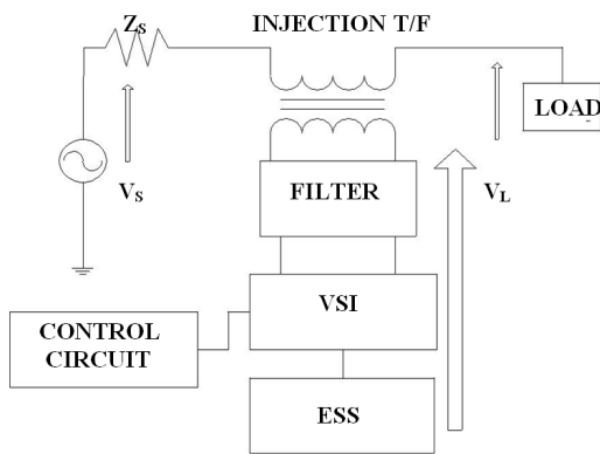 Z_S
INJECTION T/F
LOAD
V_S
FILTER
V_L
VSI
CONTROL
CIRCUIT
ESS